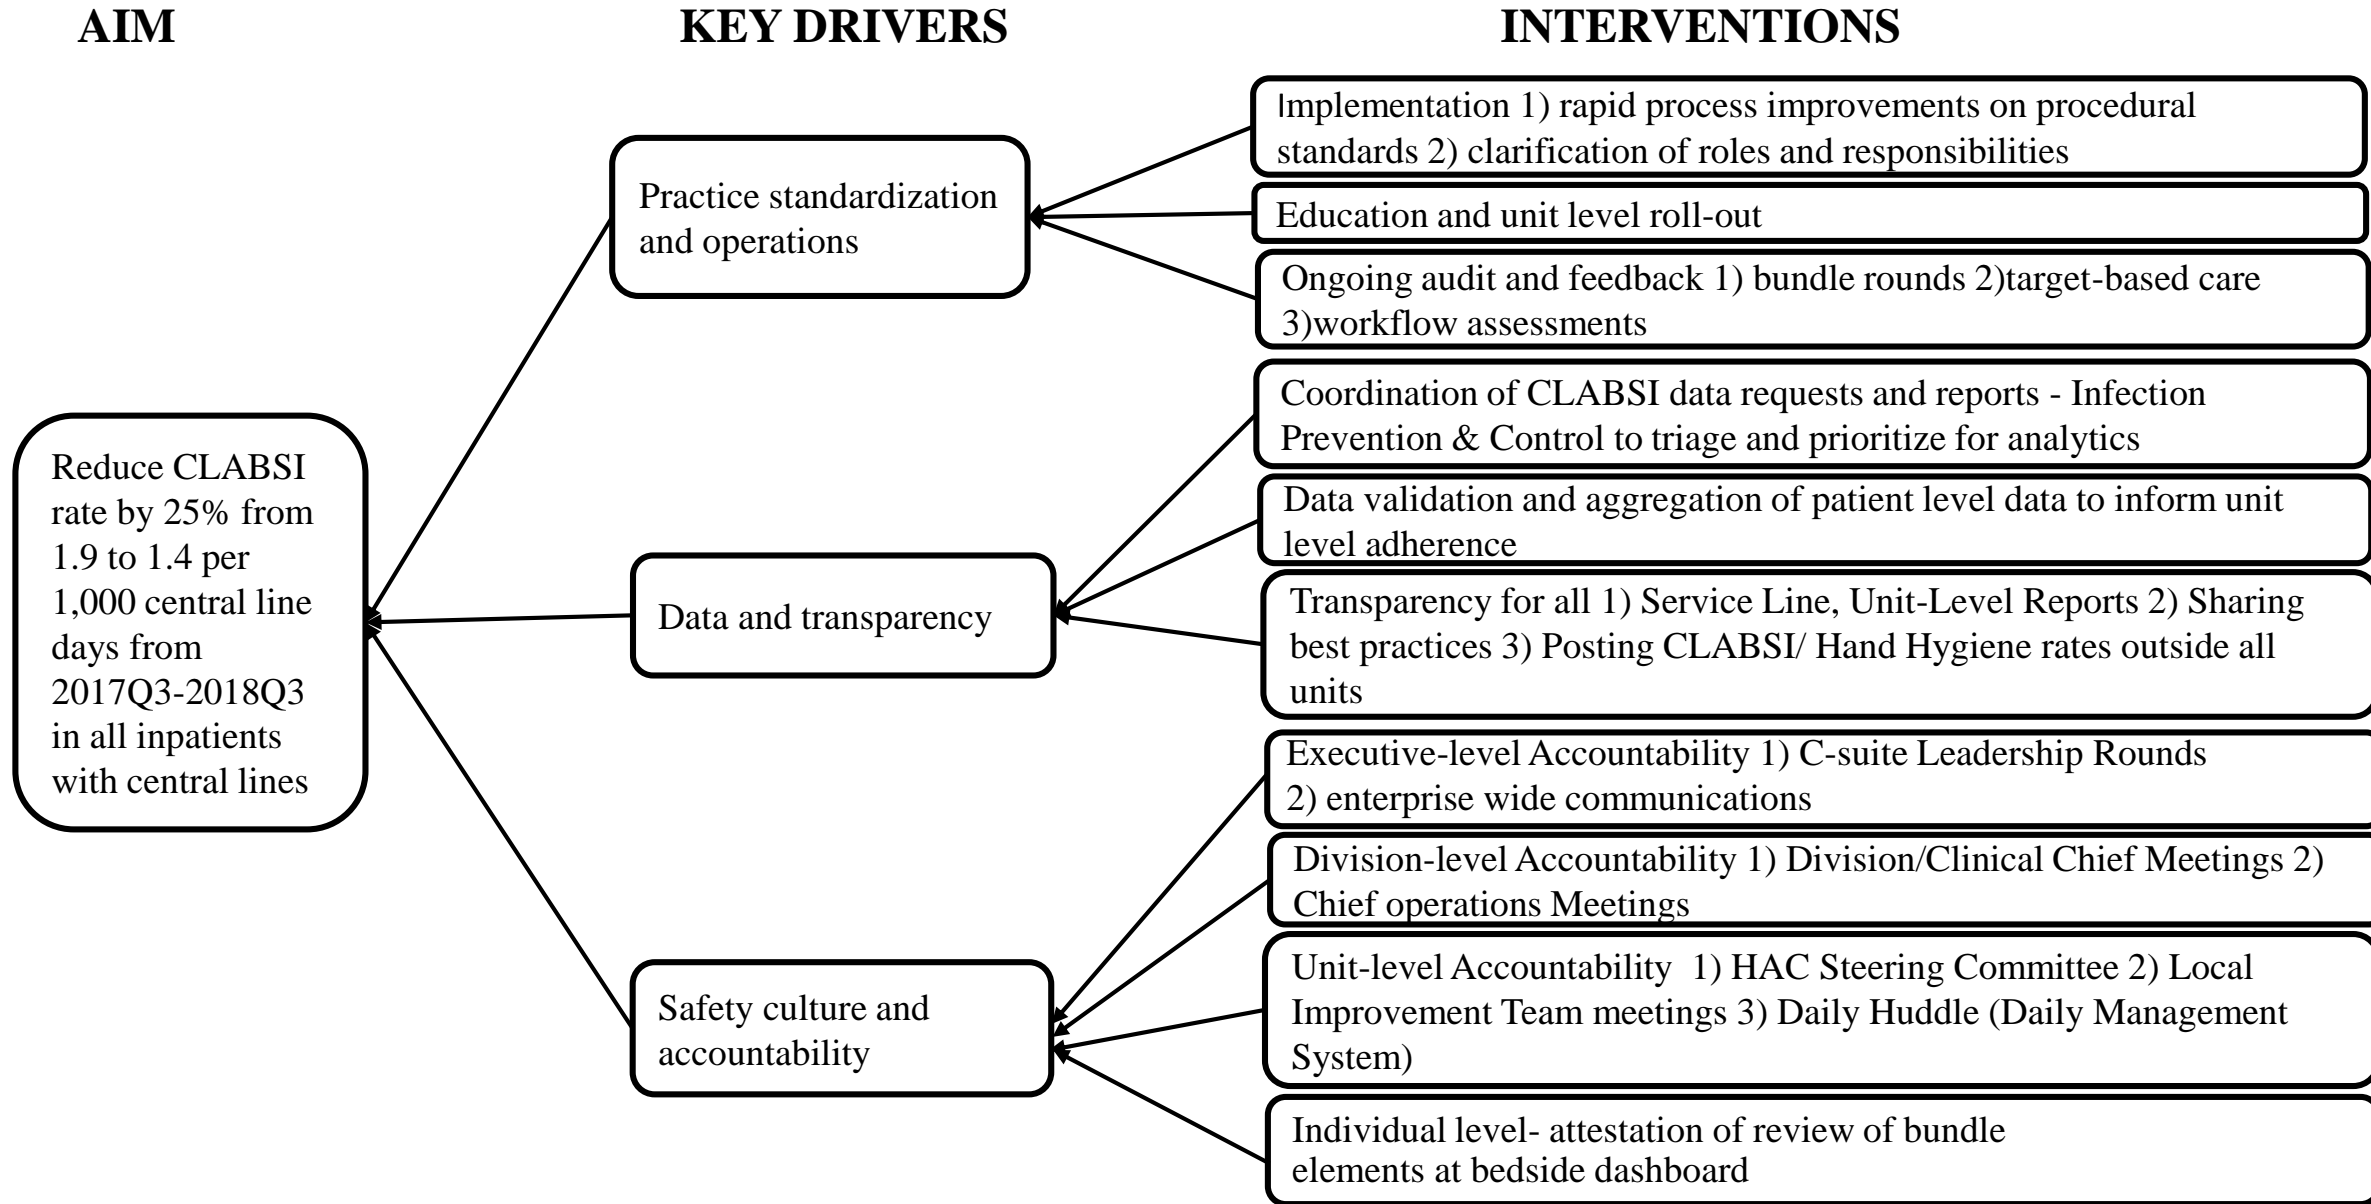 AIM
KEY DRIVERS
INTERVENTIONS
Reduce CLABSI
rate by 25% from
1.9 to 1.4 per
1,000 central line
days from
2017Q3-2018Q3
in all inpatients
with central lines
Practice standardization
and operations
Data and transparency
Safety culture and
accountability
Implementation 1) rapid process improvements on procedural
standards 2) clarification of roles and responsibilities
Education and unit level roll-out
Ongoing audit and feedback 1) bundle rounds 2)target-based care
3)workflow assessments
Coordination of CLABSI data requests and reports - Infection
Prevention & Control to triage and prioritize for analytics
Data validation and aggregation of patient level data to inform unit
level adherence
Transparency for all 1) Service Line, Unit-Level Reports 2) Sharing
best practices 3) Posting CLABSI/ Hand Hygiene rates outside all
units
Executive-level Accountability 1) C-suite Leadership Rounds
2) enterprise wide communications
Division-level Accountability 1) Division/Clinical Chief Meetings 2)
Chief operations Meetings
Unit-level Accountability  1) HAC Steering Committee 2) Local
Improvement Team meetings 3) Daily Huddle (Daily Management
System)
Individual level- attestation of review of bundle
elements at bedside dashboard